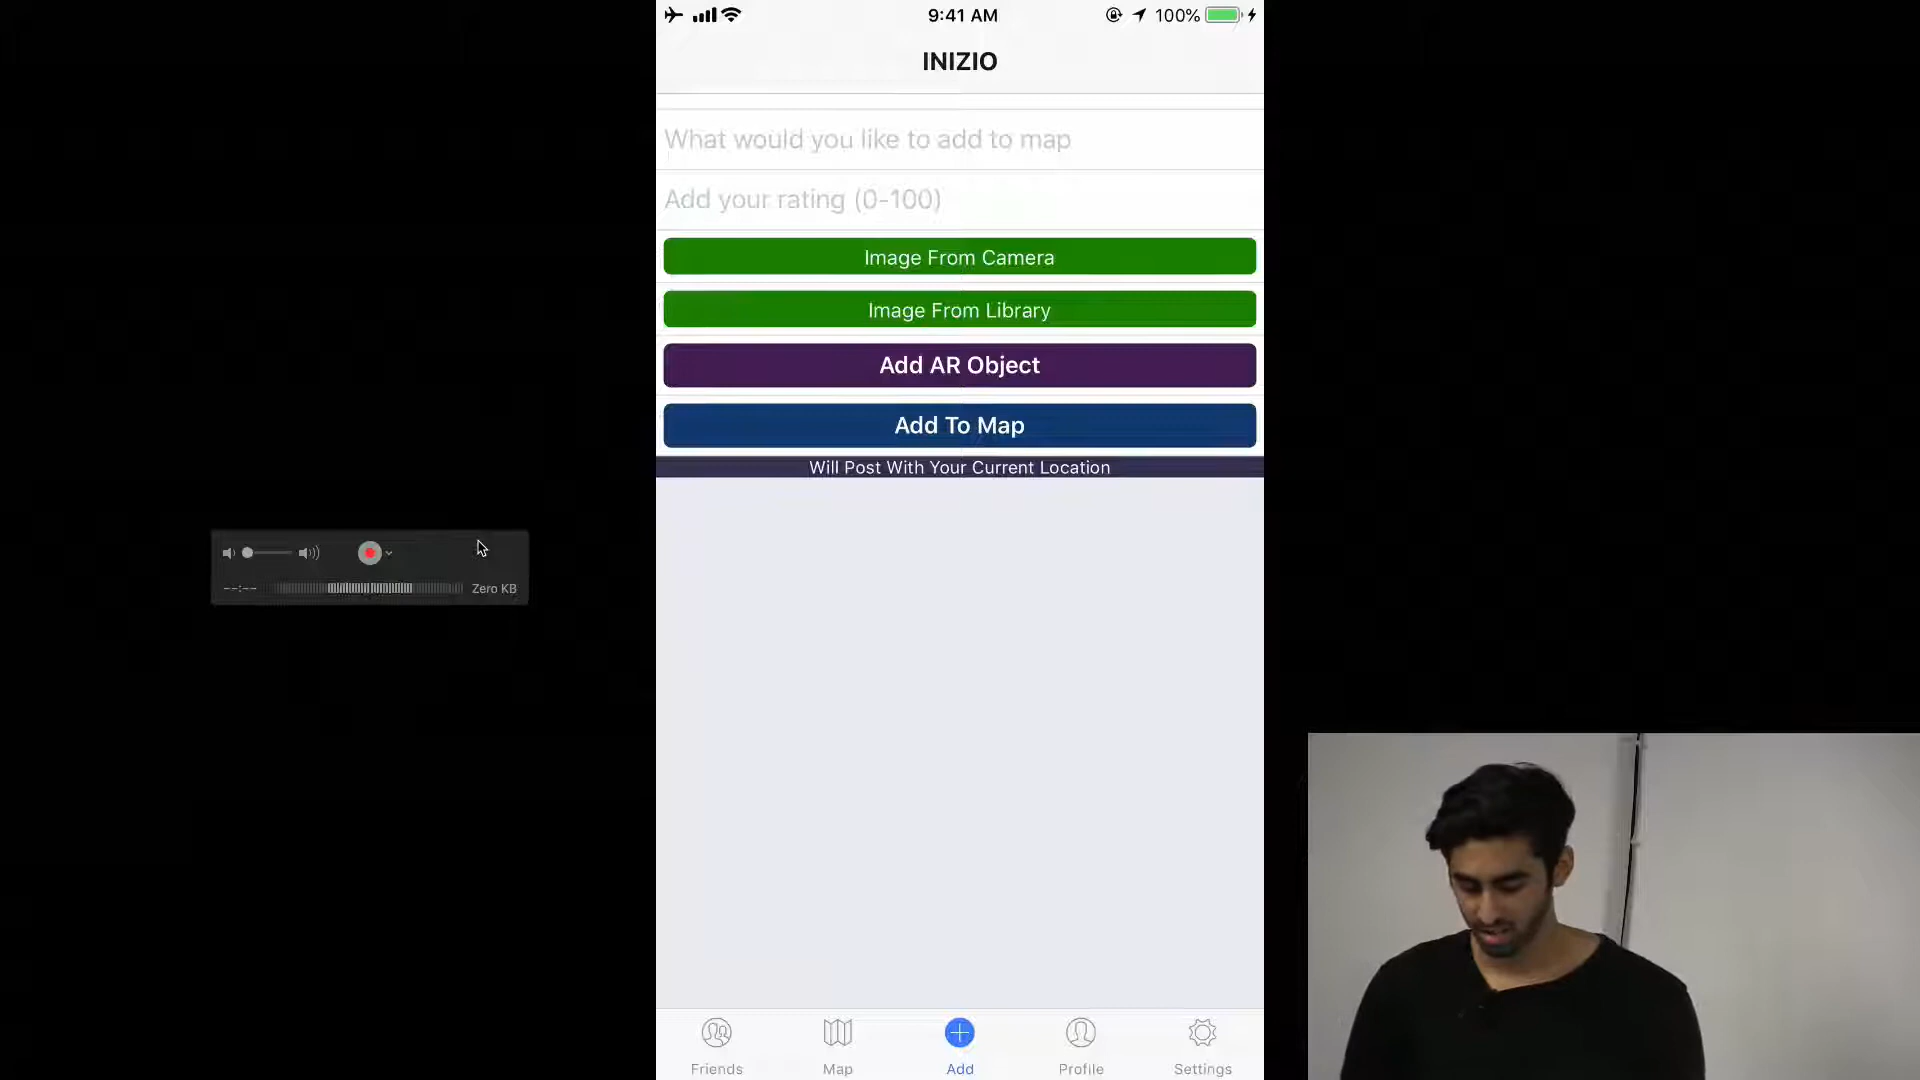 9:41 AM
100%
INIZIO
What would you like to add to map
Add your rating (0-100)
Image From Camera
Image From Library
Add AR Object
Add To Map
Will Post With Your Current Location
--:--
Zero KB
Friends
Map
Add
Profile
Settings